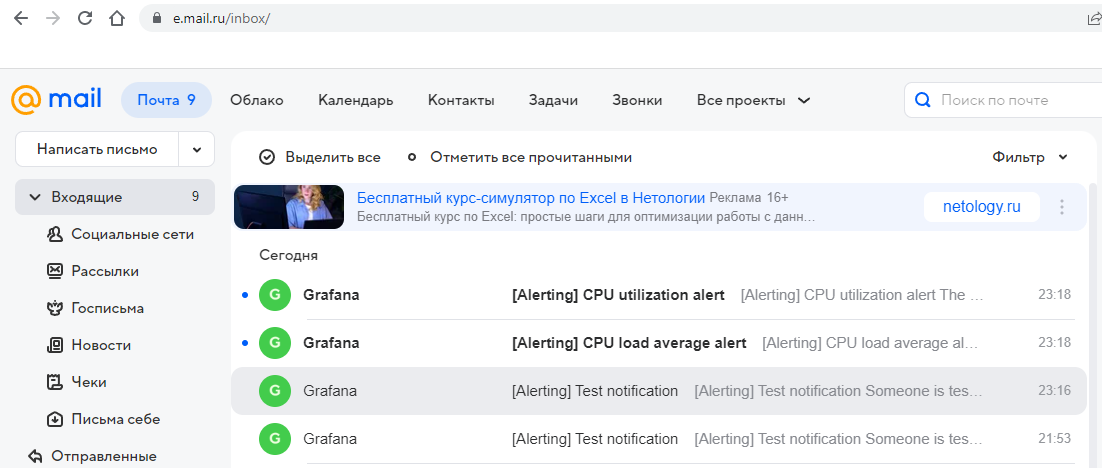 e.mail.ru/inbox/
@mail Почта 9 Облако Календарь Контакты Задачи Звонки Все проекты Поиск по почте
Написать письмо
Выделить все Отметить все прочитанными Фильтр
Входящие 9
Социальные сети
Рассылки
Госписьма
Новости
Чеки
Письма себе
Отправленные
Бесплатный курс-симулятор по Excel в Нетологии Реклама 16+
Бесплатный курс по Excel: простые шаги для оптимизации работы с данн…
netology.ru
Сегодня
G Grafana [Alerting] CPU utilization alert [Alerting] CPU utilization alert The … 23:18
G Grafana [Alerting] CPU load average alert [Alerting] CPU load average al… 23:18
G Grafana [Alerting] Test notification [Alerting] Test notification Someone is tes… 23:16
G Grafana [Alerting] Test notification [Alerting] Test notification Someone is tes… 21:53